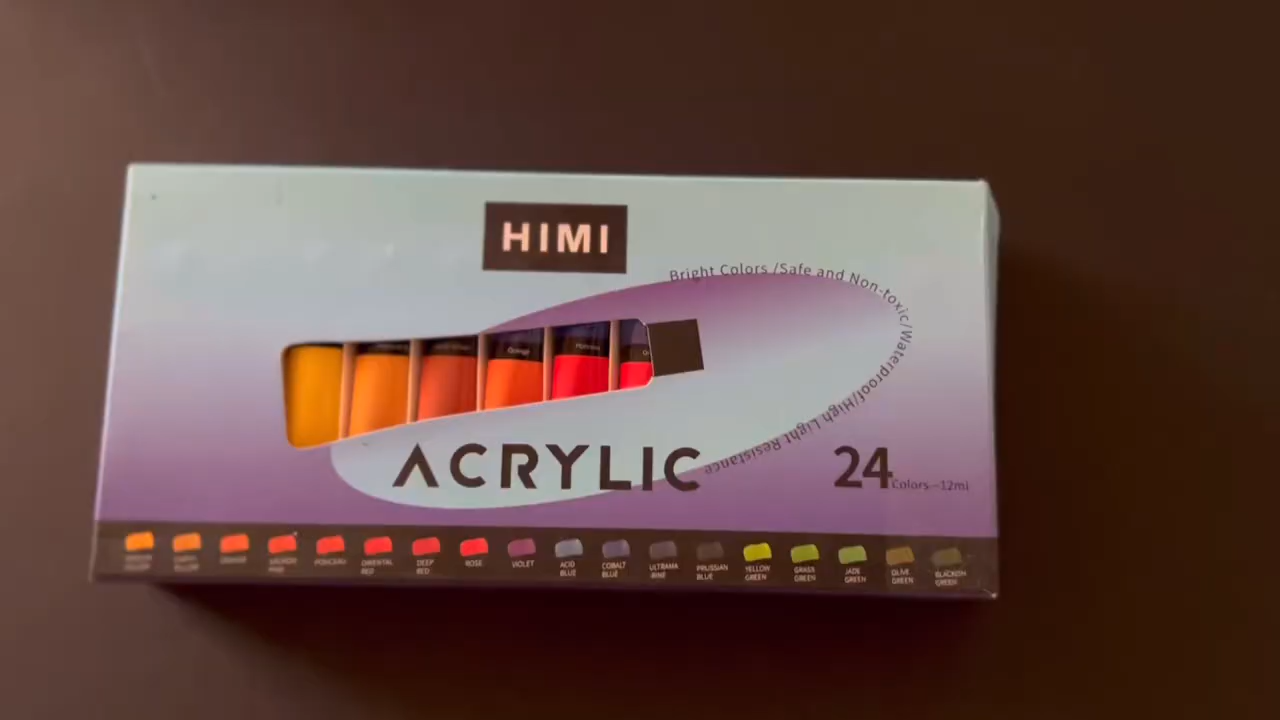 HIMI
Bright Colors /Safe and Non-toxic/Waterproof/High Light Resistance
Orange
ACRYLIC
24 Colors-12ml
ORIENTAL RED
DEEP RED
ROSE
VIOLET
ACID BLUE
COBALT BLUE
ULTRAMA RINE
PRUSSIAN BLUE
YELLOW GREEN
GRASS GREEN
JADE GREEN
OLIVE GREEN
BLACKISH GREEN